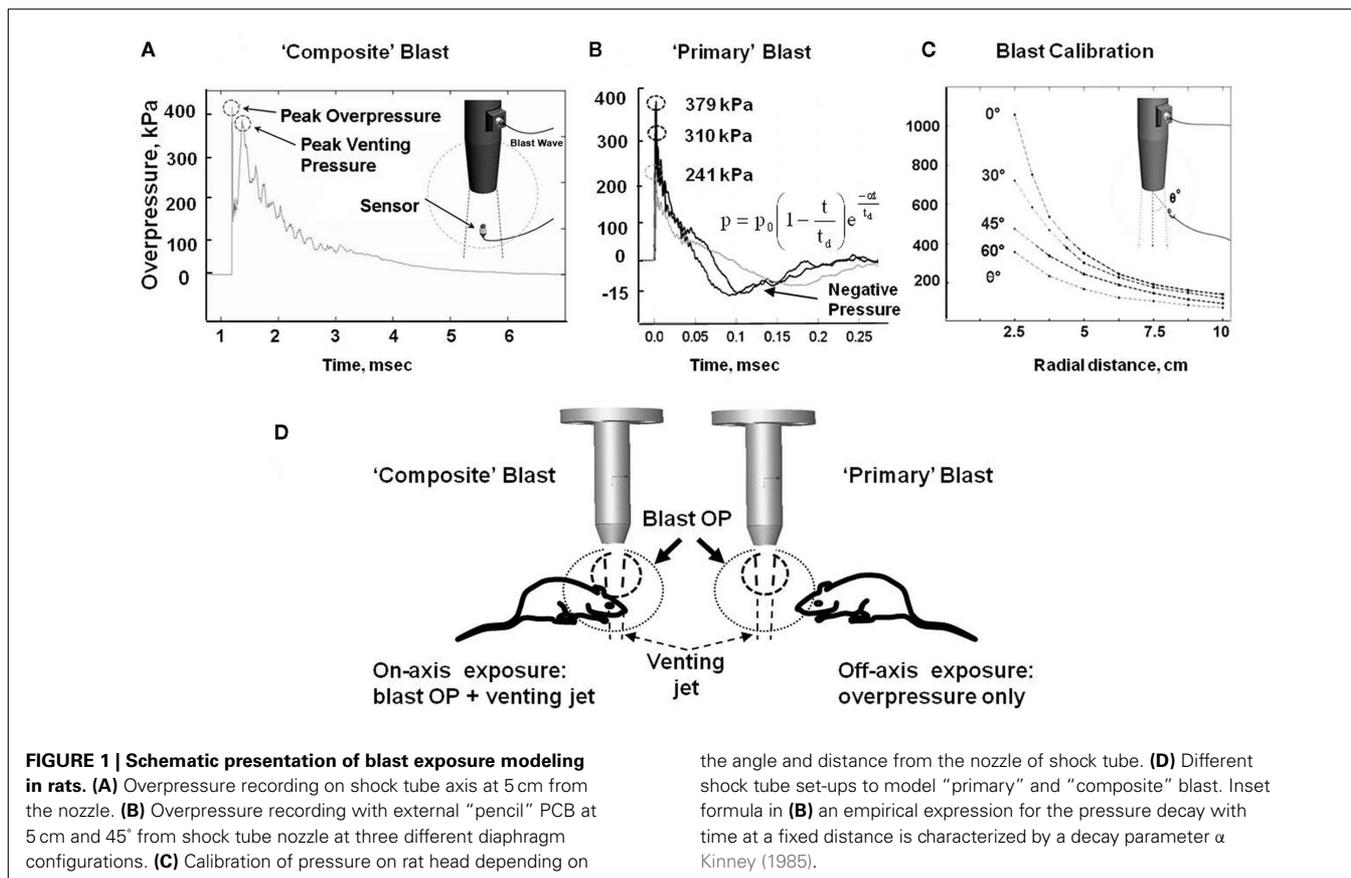 A
'Composite' Blast
400
300
200
100
0
Overpressure, kPa
Peak Overpressure
Peak Venting
Pressure
Sensor
Blast Wave
1 2 3 4 5 6
Time, msec
B
'Primary' Blast
400
300
200
100
0
-15
379 kPa
310 kPa
241 kPa
p = p₀(1 − t/t_d)e^(−αt/t_d)
Negative
Pressure
0.0 0.05 0.1 0.15 0.2 0.25
Time, msec
C
Blast Calibration
1000
800
600
400
200
0°
30°
45°
60°
θ°
θ°
2.5 5 7.5 10
Radial distance, cm
D
'Composite' Blast
'Primary' Blast
Blast OP
Venting
jet
On-axis exposure:
blast OP + venting jet
Off-axis exposure:
overpressure only
FIGURE 1 | Schematic presentation of blast exposure modeling
in rats. (A) Overpressure recording on shock tube axis at 5 cm from
the nozzle. (B) Overpressure recording with external "pencil" PCB at
5 cm and 45° from shock tube nozzle at three different diaphragm
configurations. (C) Calibration of pressure on rat head depending on
the angle and distance from the nozzle of shock tube. (D) Different
shock tube set-ups to model "primary" and "composite" blast. Inset
formula in (B) an empirical expression for the pressure decay with
time at a fixed distance is characterized by a decay parameter α
Kinney (1985).